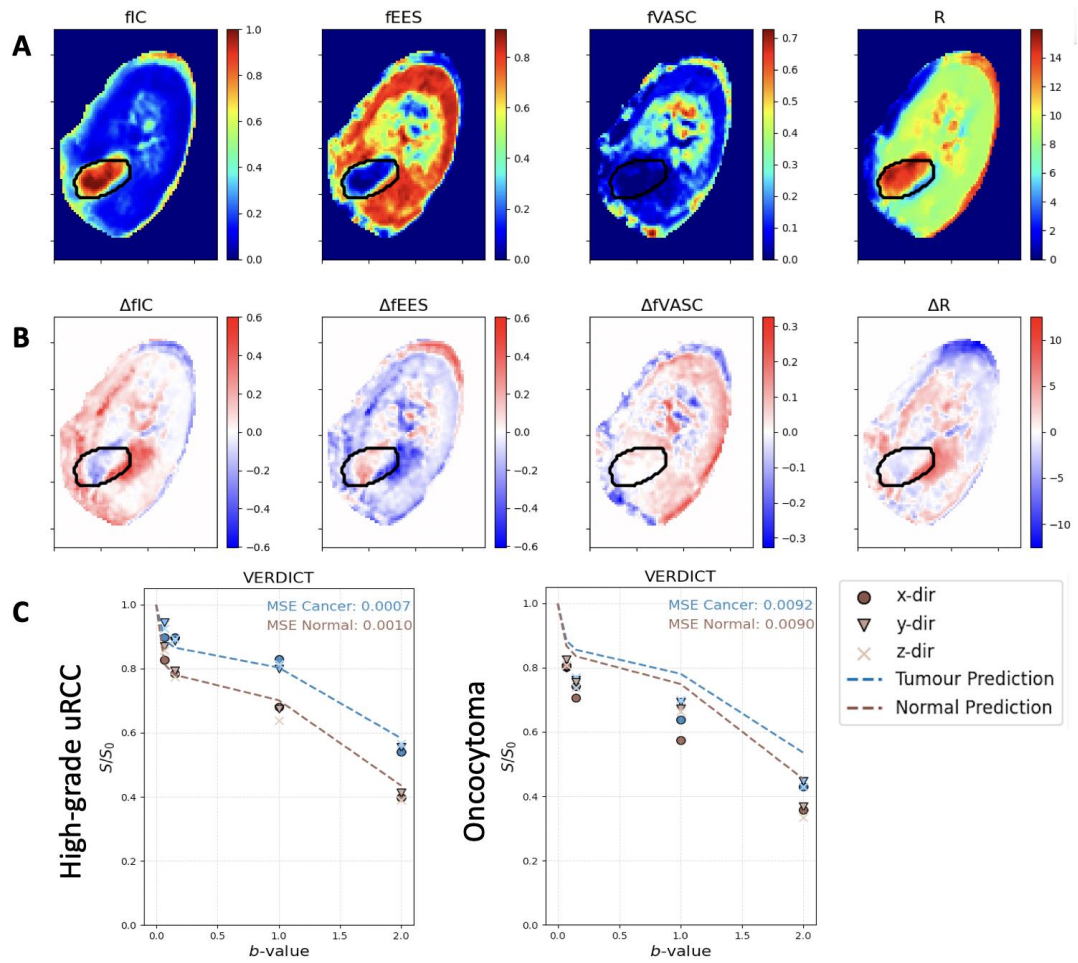 A
fIC
1.0
0.8
0.6
0.4
0.2
0.0
fEES
0.8
0.6
0.4
0.2
0.0
fVASC
0.7
0.6
0.5
0.4
0.3
0.2
0.1
0.0
R
14
12
10
8
6
4
2
0
B
ΔfIC
0.6
0.4
0.2
0.0
−0.2
−0.4
−0.6
ΔfEES
0.6
0.4
0.2
0.0
−0.2
−0.4
−0.6
ΔfVASC
0.3
0.2
0.1
0.0
−0.1
−0.2
−0.3
ΔR
10
5
0
−5
−10
C
High-grade uRCC
VERDICT
MSE Cancer: 0.0007
MSE Normal: 0.0010
S/S0
1.0
0.8
0.6
0.4
0.2
0.0
0.0 0.5 1.0 1.5 2.0
b-value
Oncocytoma
VERDICT
MSE Cancer: 0.0092
MSE Normal: 0.0090
S/S0
1.0
0.8
0.6
0.4
0.2
0.0
0.0 0.5 1.0 1.5 2.0
b-value
x-dir
y-dir
z-dir
Tumour Prediction
Normal Prediction